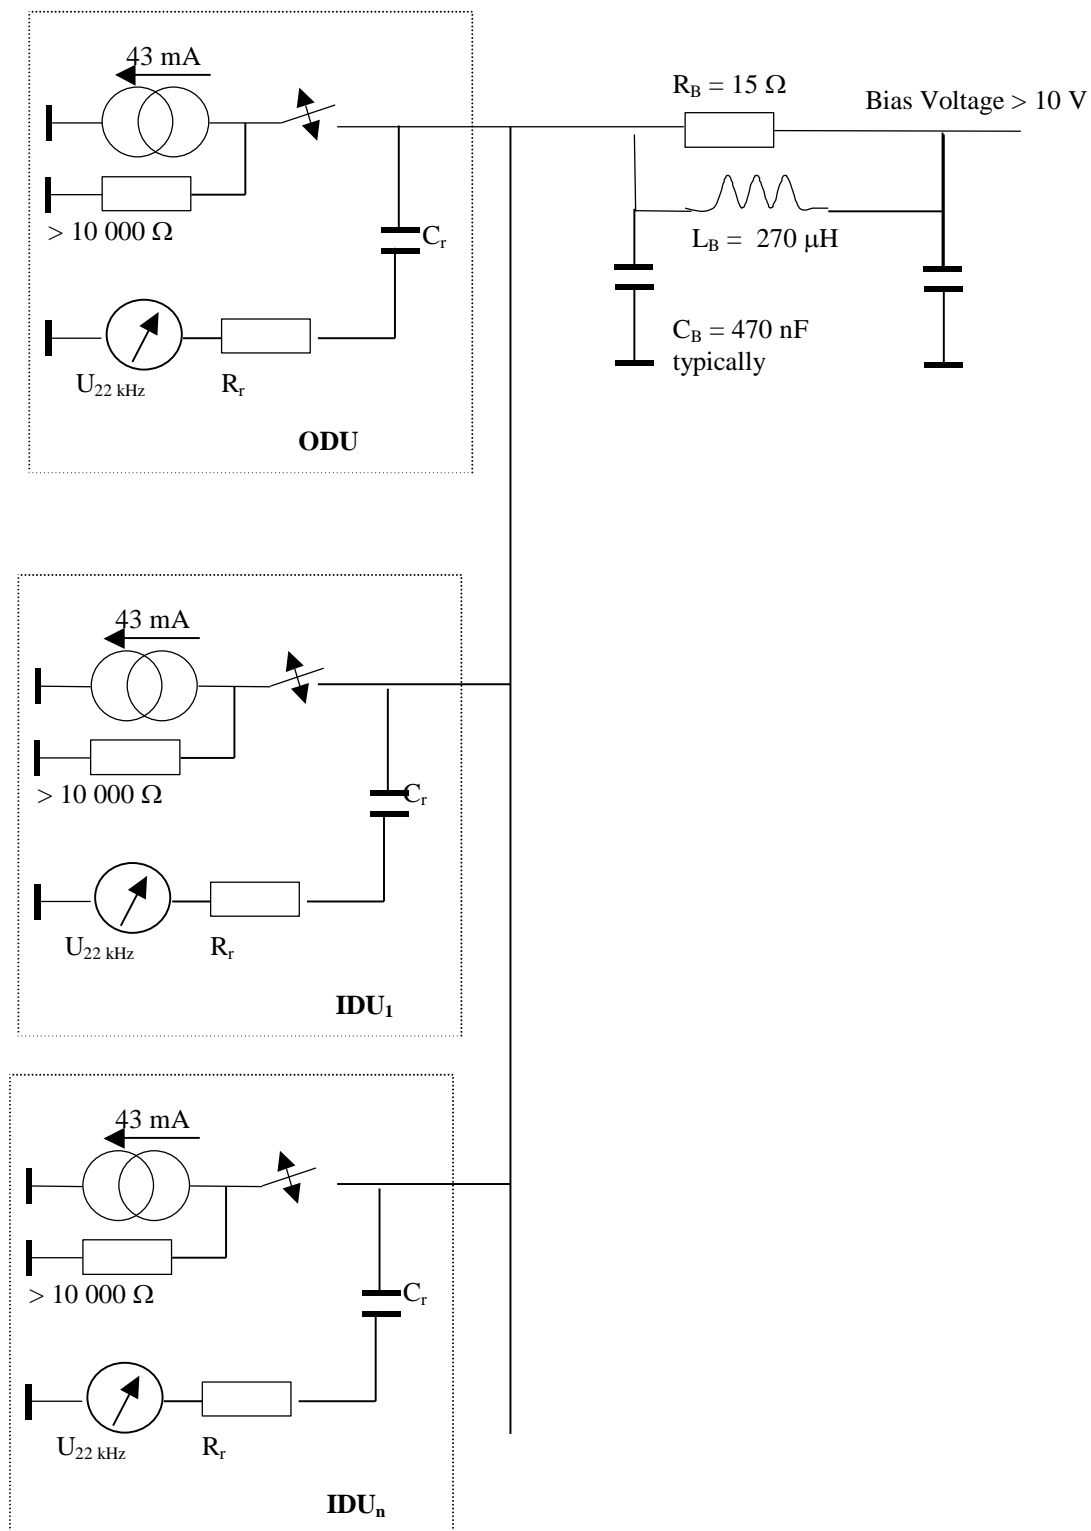 43 mA
R_B = 15 Ω
Bias Voltage > 10 V
> 10 000 Ω
C_r
L_B = 270 μH
C_B = 470 nF
typically
U_22 kHz
R_r
ODU
43 mA
> 10 000 Ω
C_r
U_22 kHz
R_r
IDU_1
43 mA
> 10 000 Ω
C_r
U_22 kHz
R_r
IDU_n